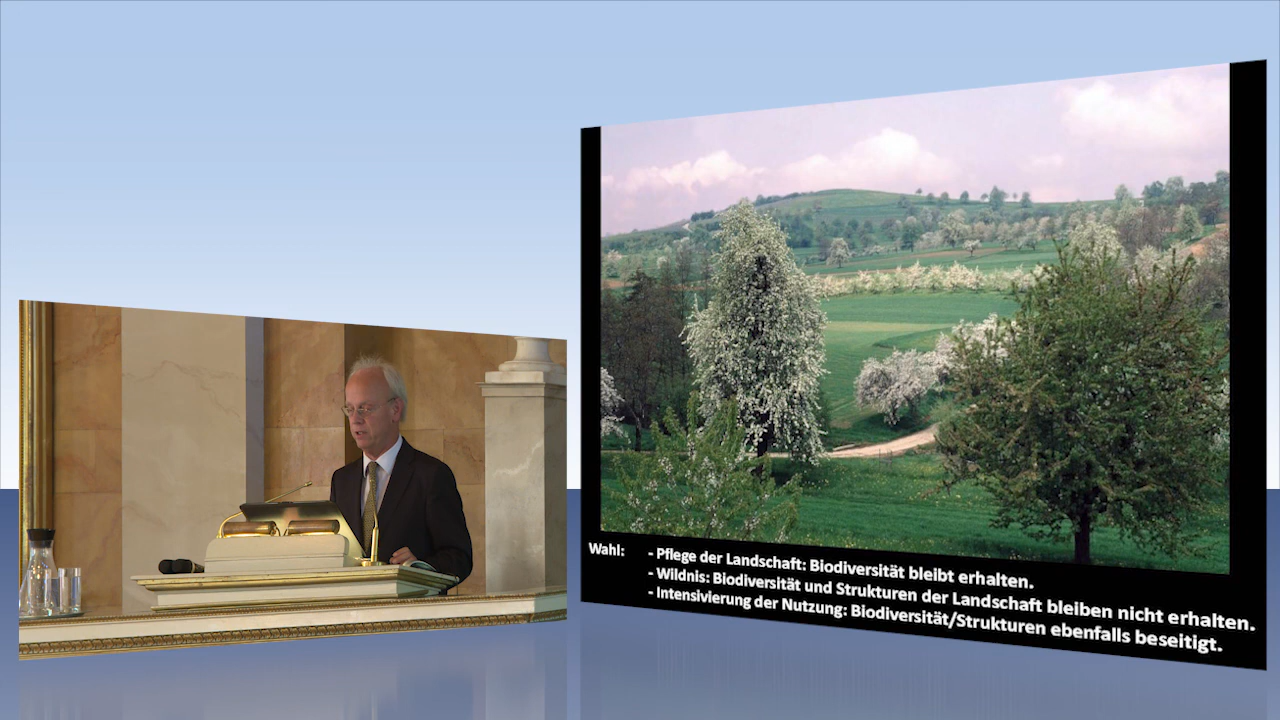 Wahl: - Pflege der Landschaft: Biodiversität bleibt erhalten.
- Wildnis: Biodiversität und Strukturen der Landschaft bleiben nicht erhalten.
- Intensivierung der Nutzung: Biodiversität/Strukturen ebenfalls beseitigt.